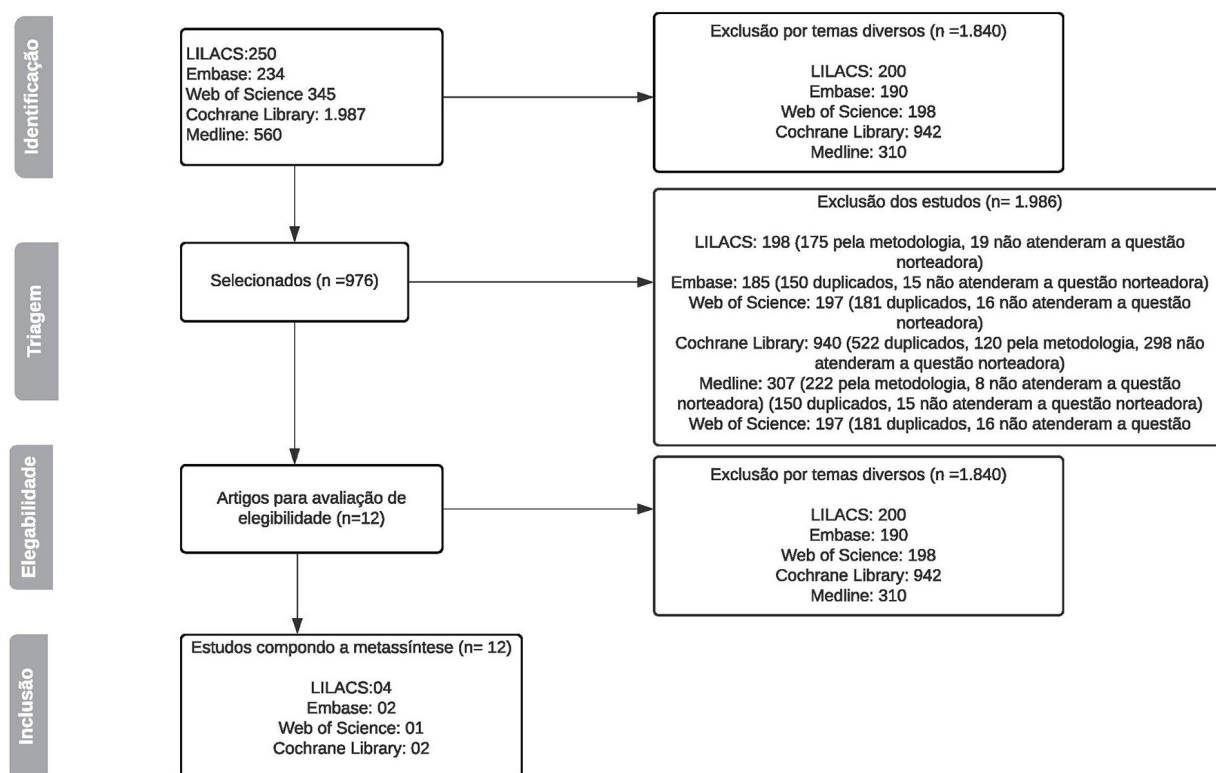 Identificação
LILACS:250
Embase: 234
Web of Science 345
Cochrane Library: 1.987
Medline: 560
Exclusão por temas diversos (n =1.840)
LILACS: 200
Embase: 190
Web of Science: 198
Cochrane Library: 942
Medline: 310
Triagem
Selecionados (n =976)
Exclusão dos estudos (n= 1.986)
LILACS: 198 (175 pela metodologia, 19 não atenderam a questão
norteadora)
Embase: 185 (150 duplicados, 15 não atenderam a questão norteadora)
Web of Science: 197 (181 duplicados, 16 não atenderam a questão
norteadora)
Cochrane Library: 940 (522 duplicados, 120 pela metodologia, 298 não
atenderam a questão norteadora)
Medline: 307 (222 pela metodologia, 8 não atenderam a questão
norteadora) (150 duplicados, 15 não atenderam a questão norteadora)
Web of Science: 197 (181 duplicados, 16 não atenderam a questão
Elegabilidade
Artigos para avaliação de
elegibilidade (n=12)
Exclusão por temas diversos (n =1.840)
LILACS: 200
Embase: 190
Web of Science: 198
Cochrane Library: 942
Medline: 310
Inclusão
Estudos compondo a metassíntese (n= 12)
LILACS:04
Embase: 02
Web of Science: 01
Cochrane Library: 02